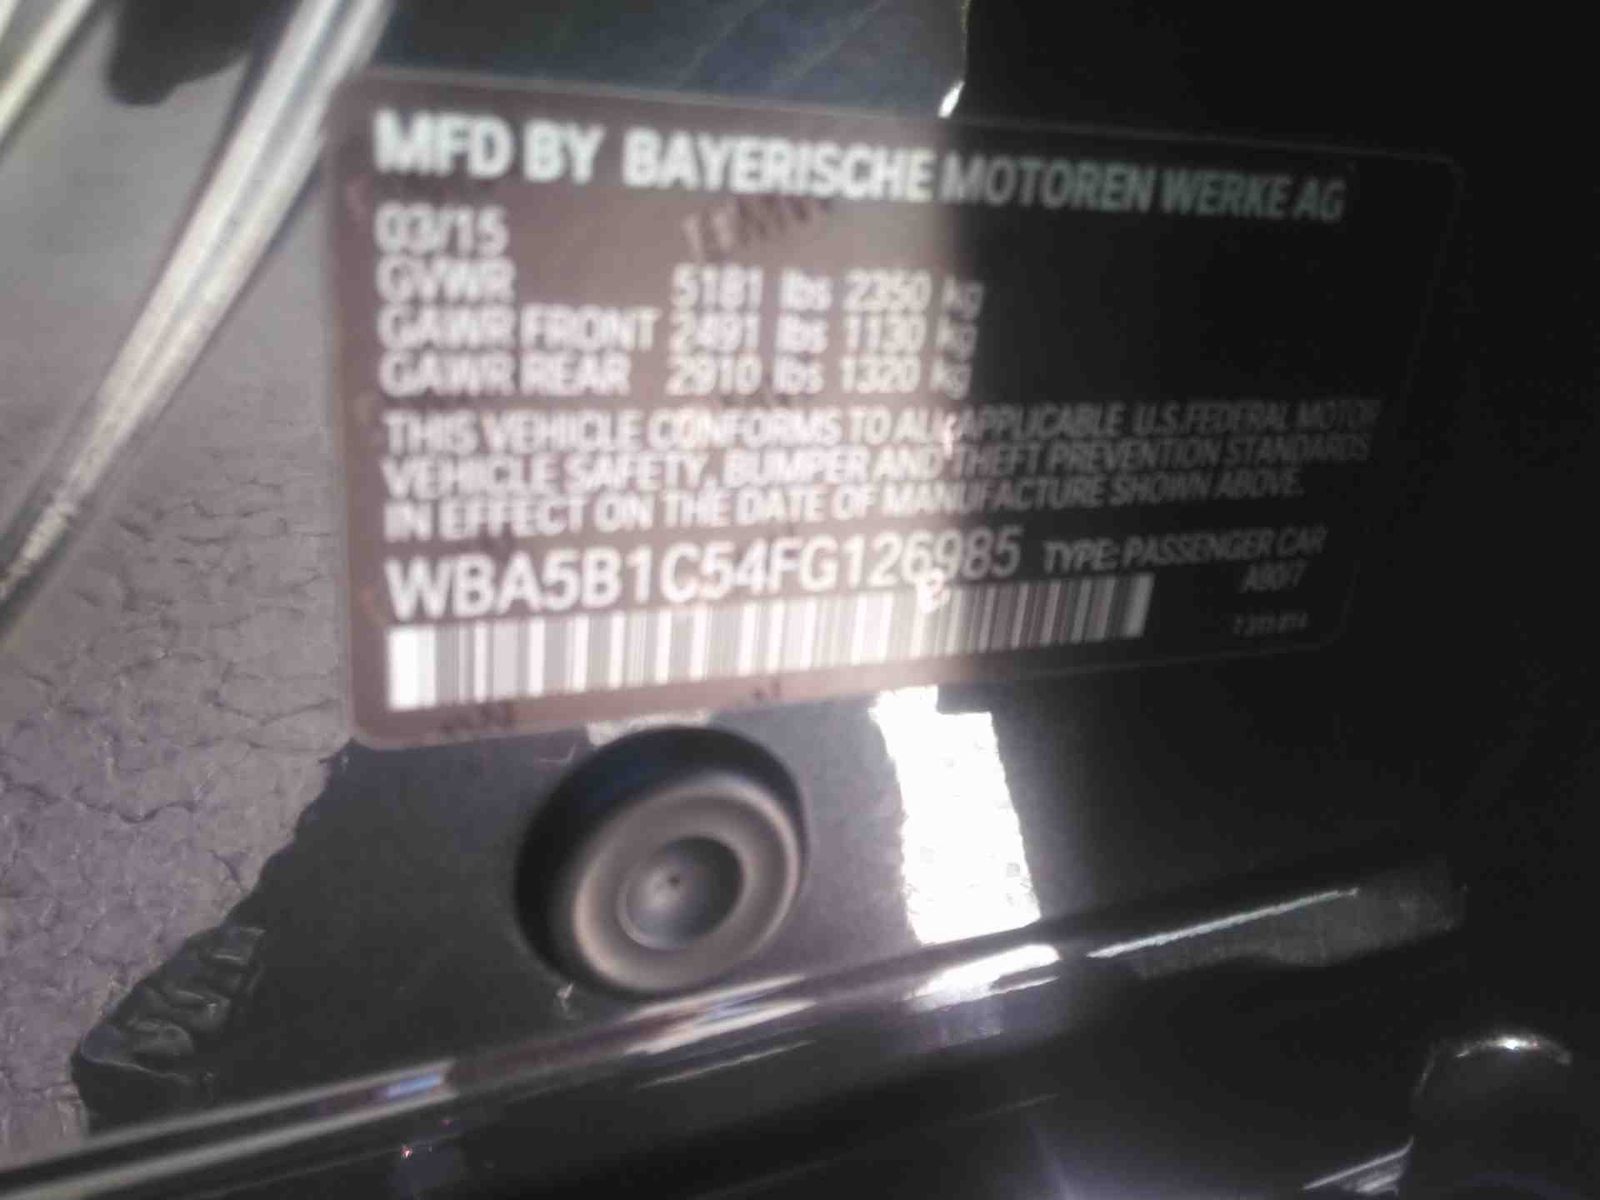 MFD BY BAYERISCHE MOTOREN WERKE AG
03/15
GVWR 5181 lbs 2350 kg
GAWR FRONT 2491 lbs 1130 kg
GAWR REAR 2910 lbs 1320 kg
THIS VEHICLE CONFORMS TO ALL APPLICABLE U.S.FEDERAL MOTOR
VEHICLE SAFETY, BUMPER AND THEFT PREVENTION STANDARDS
IN EFFECT ON THE DATE OF MANUFACTURE SHOWN ABOVE.
WBA5B1C54FG126985 TYPE: PASSENGER CAR